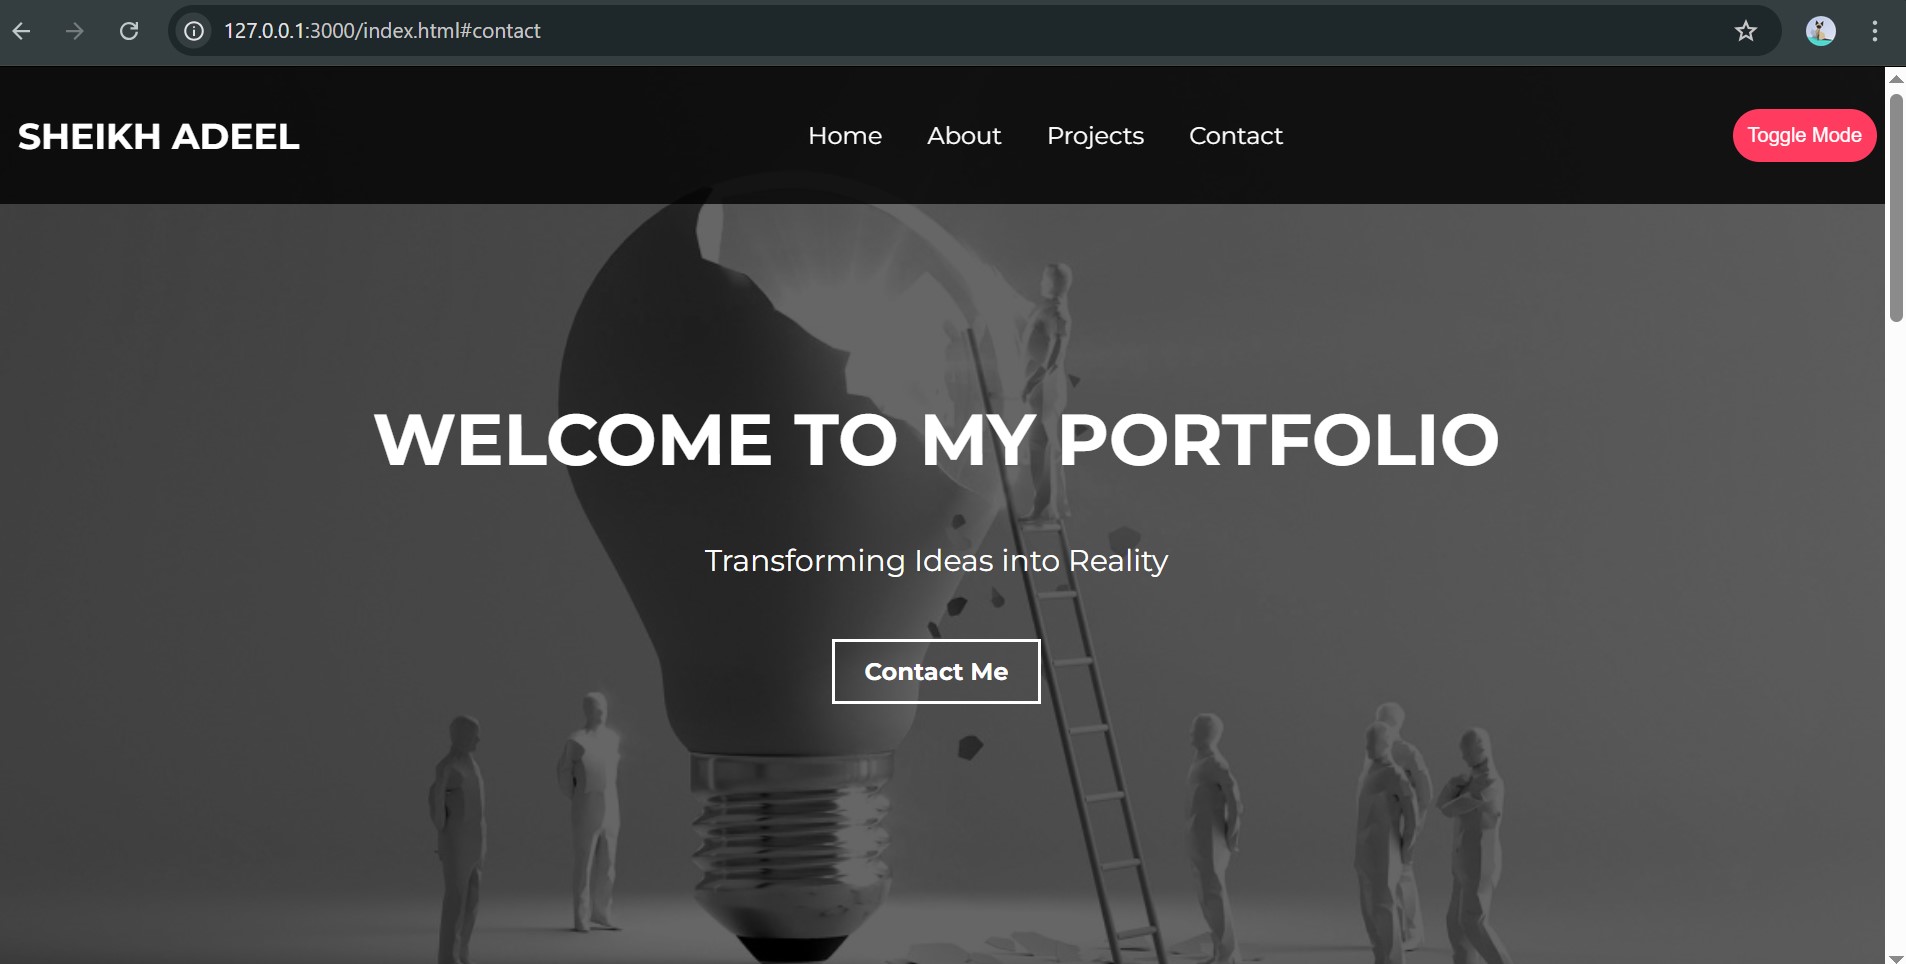 127.0.0.1:3000/index.html#contact
SHEIKH ADEEL
Home About Projects Contact
Toggle Mode
WELCOME TO MY PORTFOLIO
Transforming Ideas into Reality
Contact Me